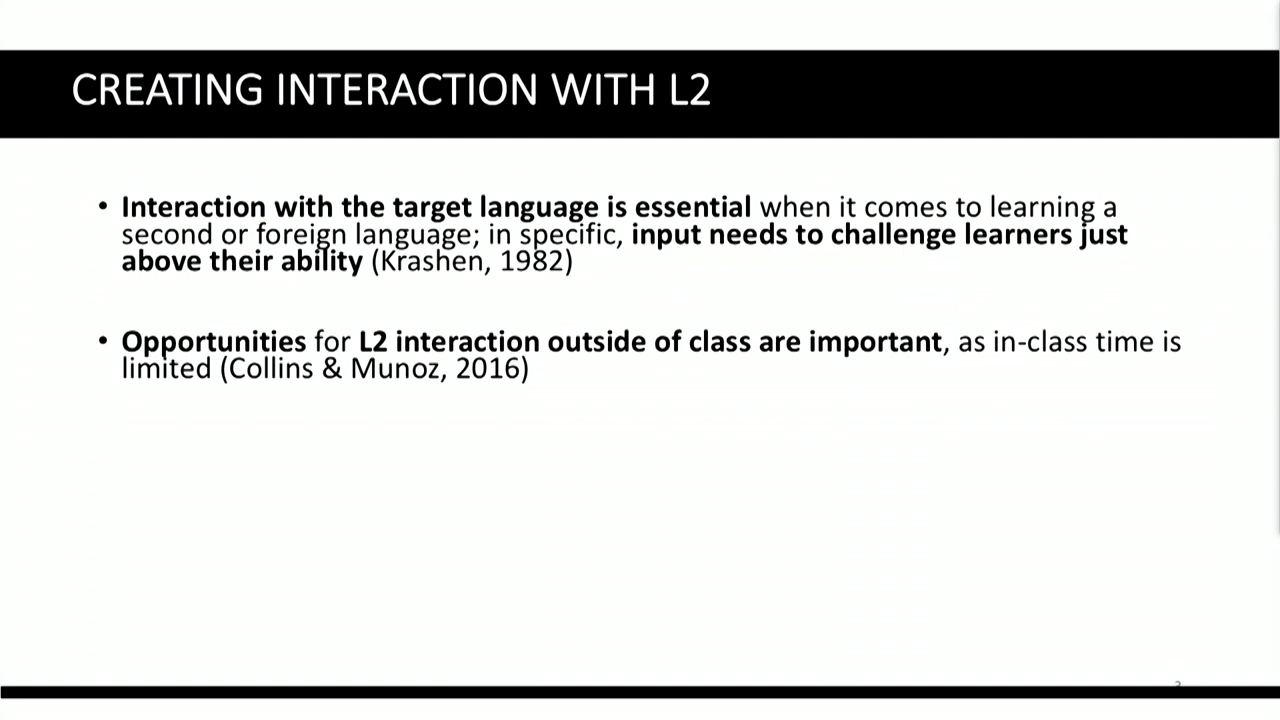 CREATING INTERACTION WITH L2
• Interaction with the target language is essential when it comes to learning a
second or foreign language; in specific, input needs to challenge learners just
above their ability (Krashen, 1982)
• Opportunities for L2 interaction outside of class are important, as in-class time is
limited (Collins & Munoz, 2016)